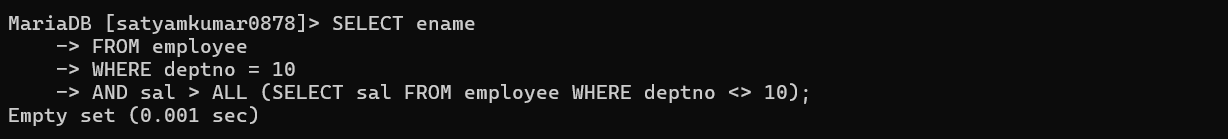 MariaDB [satyamkumar0878]> SELECT ename
    -> FROM employee
    -> WHERE deptno = 10
    -> AND sal > ALL (SELECT sal FROM employee WHERE deptno <> 10);
Empty set (0.001 sec)